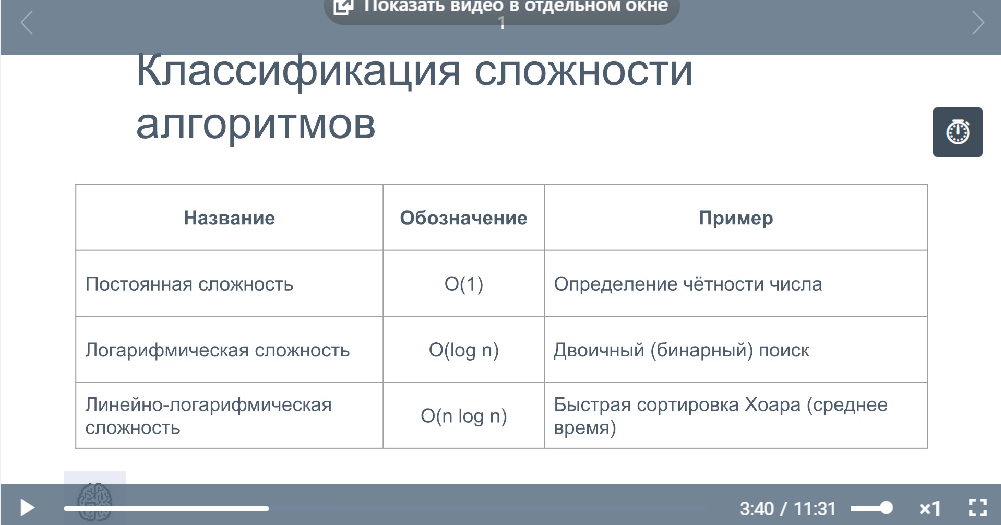 Показать видео в отдельном окне
1
Классификация сложности
алгоритмов
Название
Обозначение
Пример
Постоянная сложность
O(1)
Определение чётности числа
Логарифмическая сложность
O(log n)
Двоичный (бинарный) поиск
Линейно-логарифмическая
сложность
O(n log n)
Быстрая сортировка Хоара (среднее
время)
3:40 / 11:31
×1